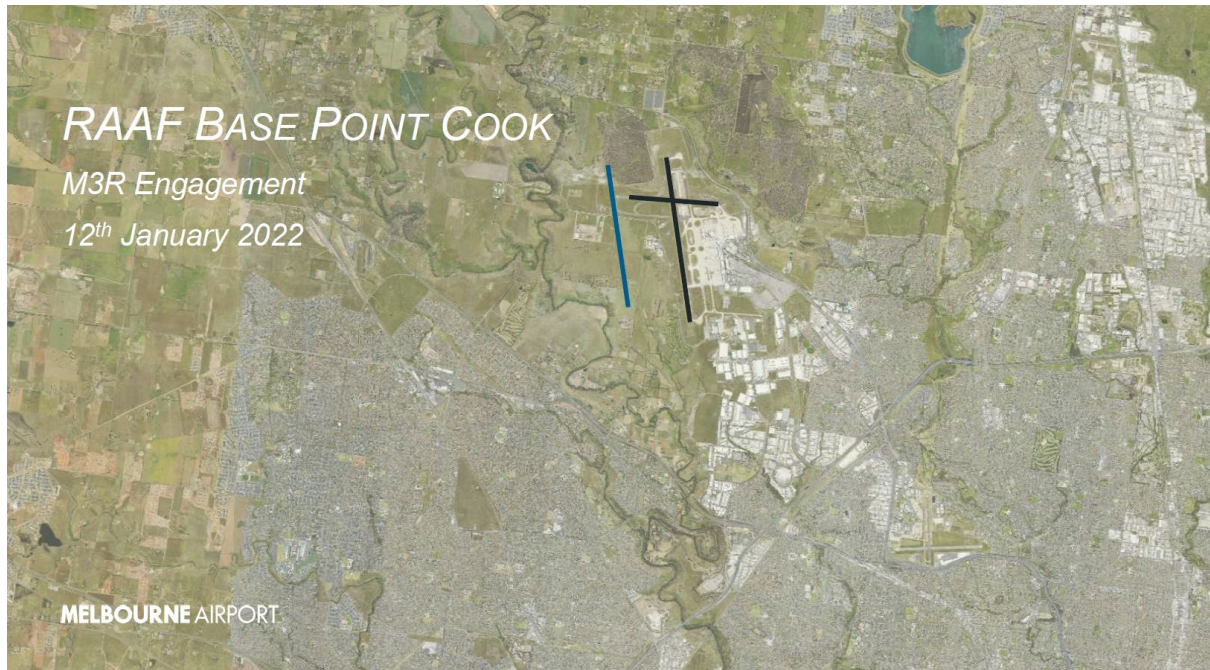 RAAF BASE POINT COOK
M3R Engagement
12th January 2022
MELBOURNE AIRPORT